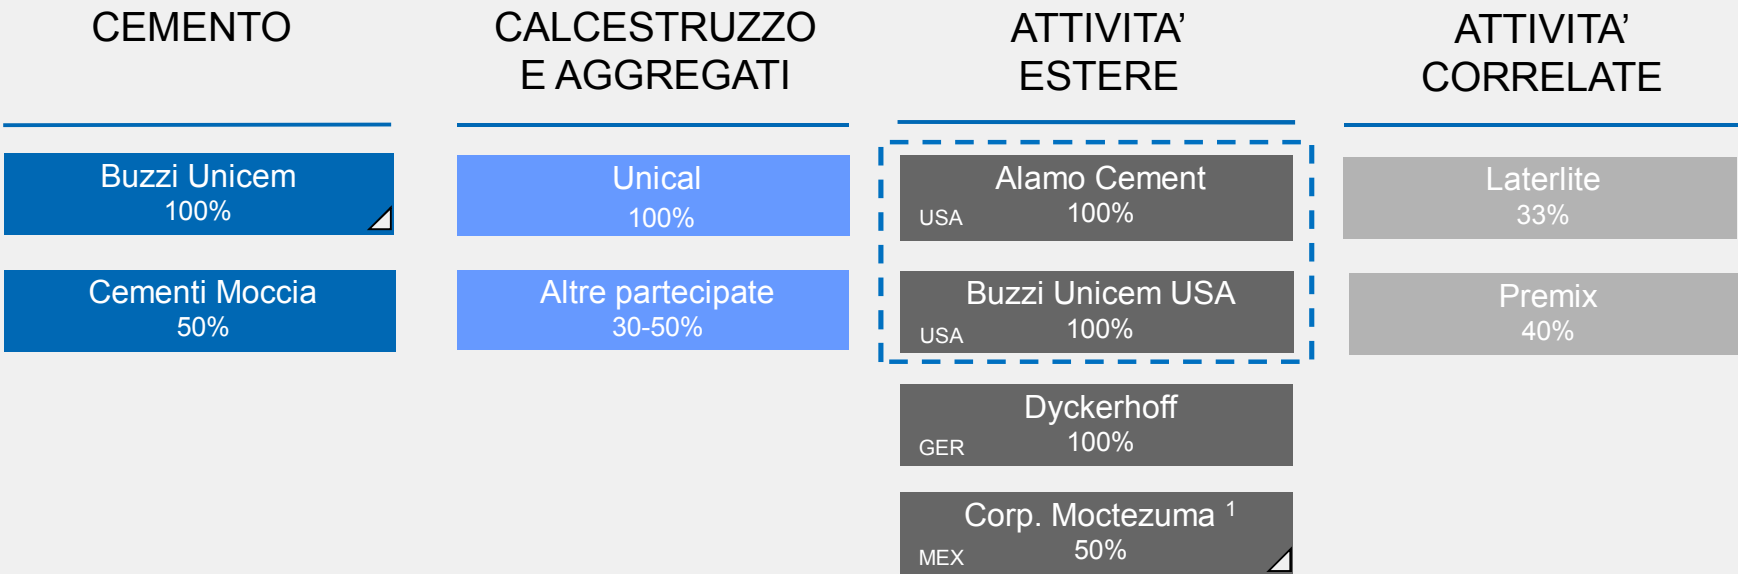 CEMENTO
Buzzi Unicem
100%
Cementi Moccia
50%
CALCESTRUZZO
E AGGREGATI
Unical
100%
Altre partecipate
30-50%
ATTIVITA’
ESTERE
Alamo Cement
USA 100%
Buzzi Unicem USA
USA 100%
Dyckerhoff
GER 100%
Corp. Moctezuma ¹
MEX 50%
ATTIVITA’
CORRELATE
Laterlite
33%
Premix
40%